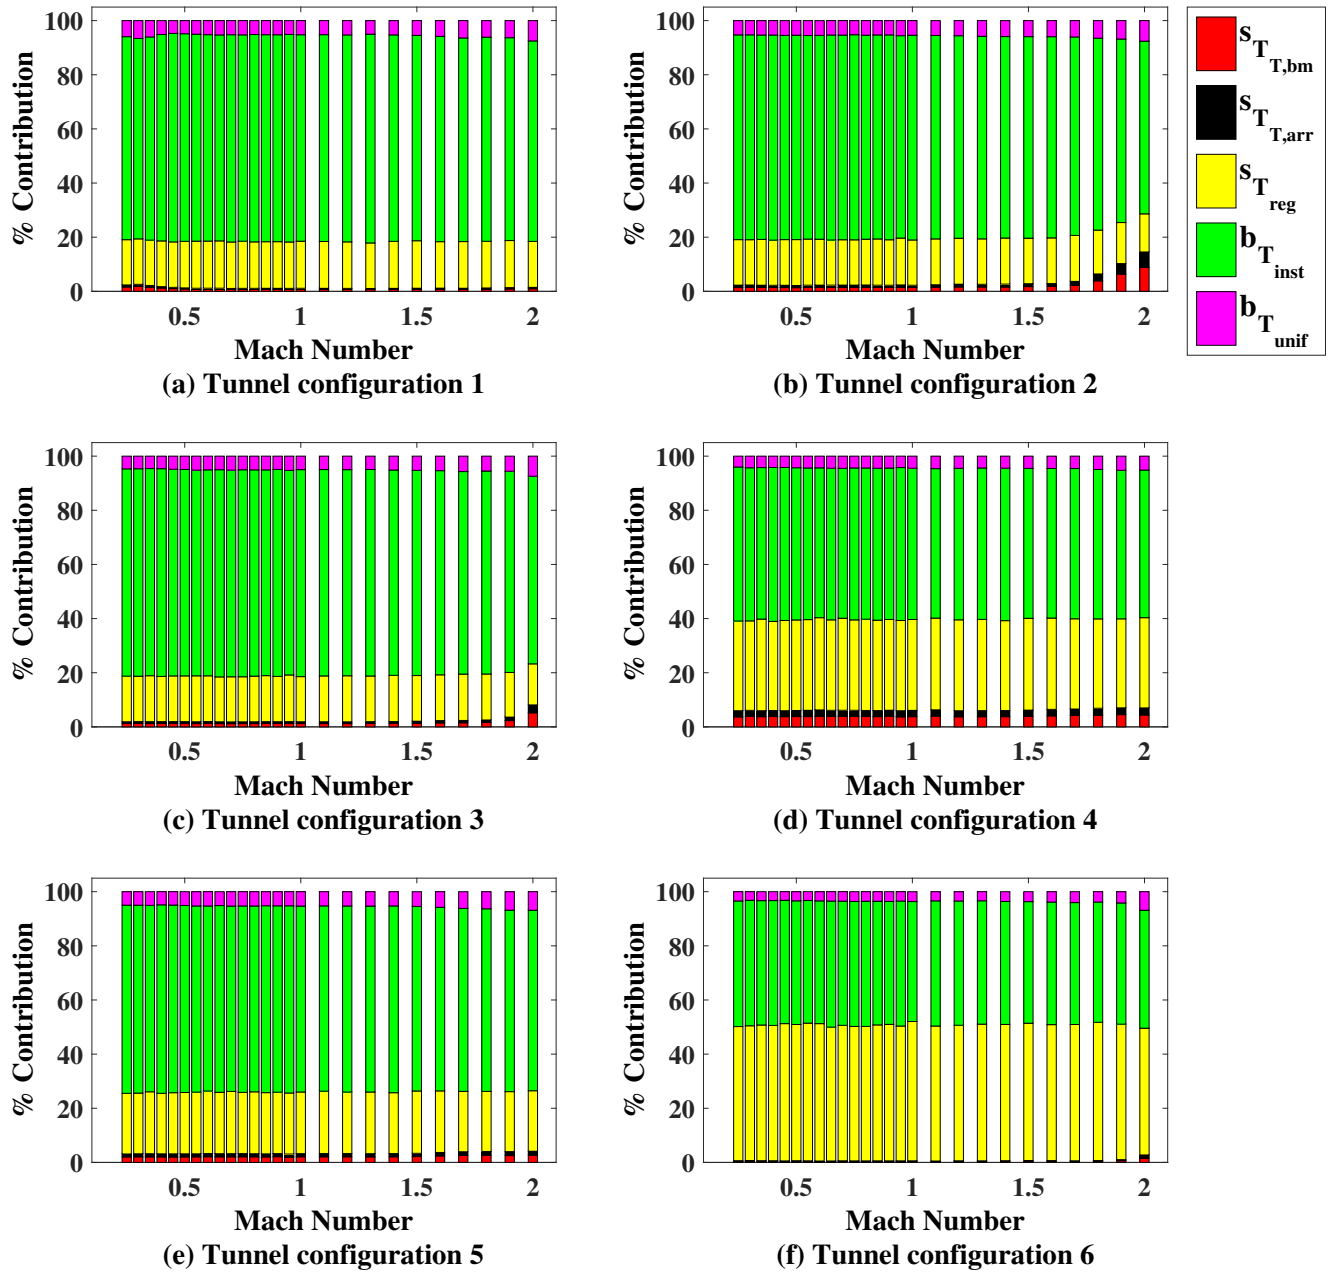 100
80
60
40
20
0
% Contribution
0.5 1 1.5 2
Mach Number
(a) Tunnel configuration 1
100
80
60
40
20
0
% Contribution
0.5 1 1.5 2
Mach Number
(b) Tunnel configuration 2
s_T_T,bm
s_T_T,arr
s_T_reg
b_T_inst
b_T_unif
100
80
60
40
20
0
% Contribution
0.5 1 1.5 2
Mach Number
(c) Tunnel configuration 3
100
80
60
40
20
0
% Contribution
0.5 1 1.5 2
Mach Number
(d) Tunnel configuration 4
100
80
60
40
20
0
% Contribution
0.5 1 1.5 2
Mach Number
(e) Tunnel configuration 5
100
80
60
40
20
0
% Contribution
0.5 1 1.5 2
Mach Number
(f) Tunnel configuration 6